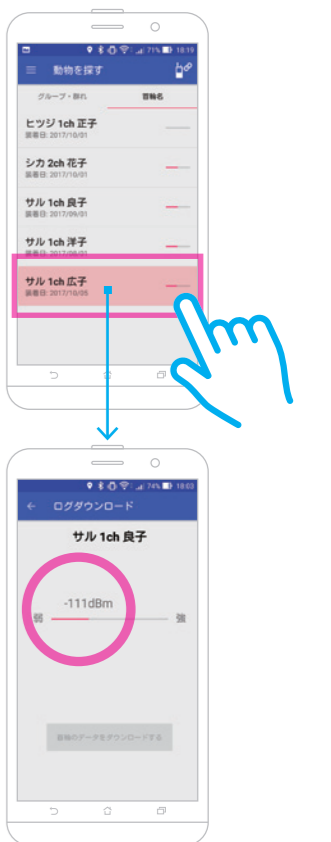 71% 18:19
動物を探す
グループ・群れ 首輪名
ヒツジ 1ch 正子
装着日: 2017/10/01
シカ 2ch 花子
装着日: 2017/10/01
サル 1ch 良子
装着日: 2017/09/01
サル 1ch 洋子
装着日: 2017/08/01
サル 1ch 広子
装着日: 2017/10/05
74% 18:03
ログダウンロード
サル 1ch 良子
-111dBm
弱 強
首輪のデータをダウンロードする